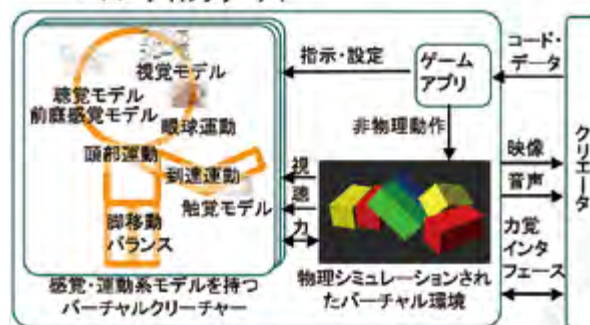 視覚モデル
聴覚モデル
前庭感覚モデル
眼球運動
頭部運動
到達運動
触覚モデル
脚移動
バランス
感覚・運動系モデルを持つ
バーチャルクリーチャー
指示・設定
ゲーム
アプリ
非物理動作
視
速
力
物理シミュレーションされ
たバーチャル環境
コード・
データ
映像
音声
力覚
インタ
フェース
クリエータ